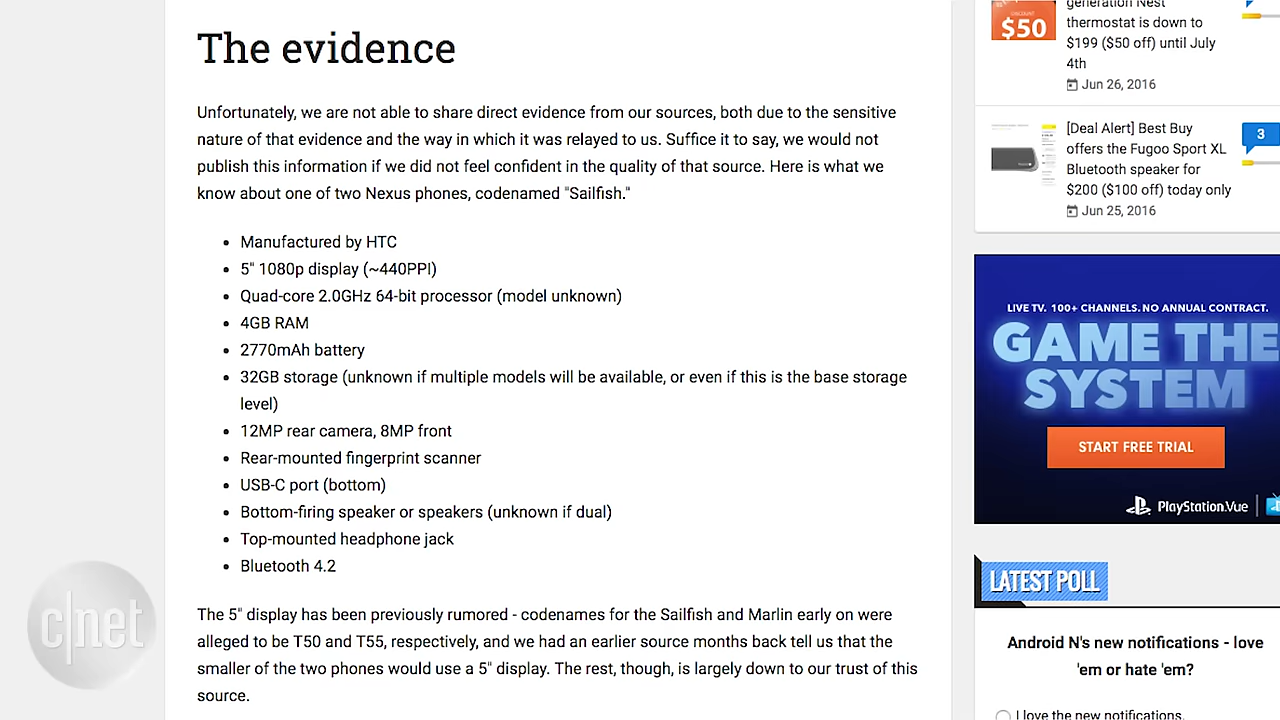 The evidence
Unfortunately, we are not able to share direct evidence from our sources, both due to the sensitive
nature of that evidence and the way in which it was relayed to us. Suffice it to say, we would not
publish this information if we did not feel confident in the quality of that source. Here is what we
know about one of two Nexus phones, codenamed "Sailfish."
• Manufactured by HTC
• 5" 1080p display (~440PPI)
• Quad-core 2.0GHz 64-bit processor (model unknown)
• 4GB RAM
• 2770mAh battery
• 32GB storage (unknown if multiple models will be available, or even if this is the base storage
level)
• 12MP rear camera, 8MP front
• Rear-mounted fingerprint scanner
• USB-C port (bottom)
• Bottom-firing speaker or speakers (unknown if dual)
• Top-mounted headphone jack
• Bluetooth 4.2
The 5" display has been previously rumored - codenames for the Sailfish and Marlin early on were
alleged to be T50 and T55, respectively, and we had an earlier source months back tell us that the
smaller of the two phones would use a 5" display. The rest, though, is largely down to our trust of this
source.
c|net
DISCOUNT
$50
generation Nest
thermostat is down to
$199 ($50 off) until July
4th
Jun 26, 2016
[Deal Alert] Best Buy
offers the Fugoo Sport XL
Bluetooth speaker for
$200 ($100 off) today only
Jun 25, 2016
3
LIVE TV. 100+ CHANNELS. NO ANNUAL CONTRACT.
GAME THE
SYSTEM
START FREE TRIAL
PlayStation.Vue
LATEST POLL
Android N's new notifications - love
'em or hate 'em?
I love the new notifications.